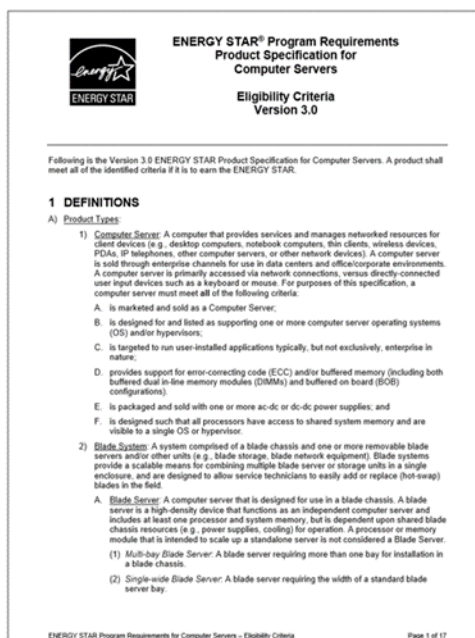 ENERGY STAR® Program Requirements
Product Specification for
Computer Servers
Eligibility Criteria
Version 3.0
energy
ENERGY STAR
Following is the Version 3.0 ENERGY STAR Product Specification for Computer Servers. A product shall
meet all of the identified criteria if it is to earn the ENERGY STAR.
1 DEFINITIONS
A) Product Types:
1) Computer Server: A computer that provides services and manages networked resources for
client devices (e.g., desktop computers, notebook computers, thin clients, wireless devices,
PDAs, IP telephones, other computer servers, or other network devices). A computer server
is sold through enterprise channels for use in data centers and office/corporate environments.
A computer server is primarily accessed via network connections, versus directly-connected
user input devices such as a keyboard or mouse. For purposes of this specification, a
computer server must meet all of the following criteria:
A. is marketed and sold as a Computer Server;
B. is designed for and listed as supporting one or more computer server operating systems
(OS) and/or hypervisors;
C. is targeted to run user-installed applications typically, but not exclusively, enterprise in
nature;
D. provides support for error-correcting code (ECC) and/or buffered memory (including both
buffered dual in-line memory modules (DIMMs) and buffered on board (BOB)
configurations).
E. is packaged and sold with one or more ac-dc or dc-dc power supplies; and
F. is designed such that all processors have access to shared system memory and are
visible to a single OS or hypervisor.
2) Blade System: A system comprised of a blade chassis and one or more removable blade
servers and/or other units (e.g., blade storage, blade network equipment). Blade systems
provide a scalable means for combining multiple blade server or storage units in a single
enclosure, and are designed to allow service technicians to easily add or replace (hot-swap)
blades in the field.
A. Blade Server: A computer server that is designed for use in a blade chassis. A blade
server is a high-density device that functions as an independent computer server and
includes at least one processor and system memory, but is dependent upon shared blade
chassis resources (e.g., power supplies, cooling) for operation. A processor or memory
module that is intended to scale up a standalone server is not considered a Blade Server.
(1) Multi-bay Blade Server: A blade server requiring more than one bay for installation in
a blade chassis.
(2) Single-wide Blade Server: A blade server requiring the width of a standard blade
server bay.
ENERGY STAR Program Requirements for Computer Servers – Eligibility Criteria Page 1 of 17